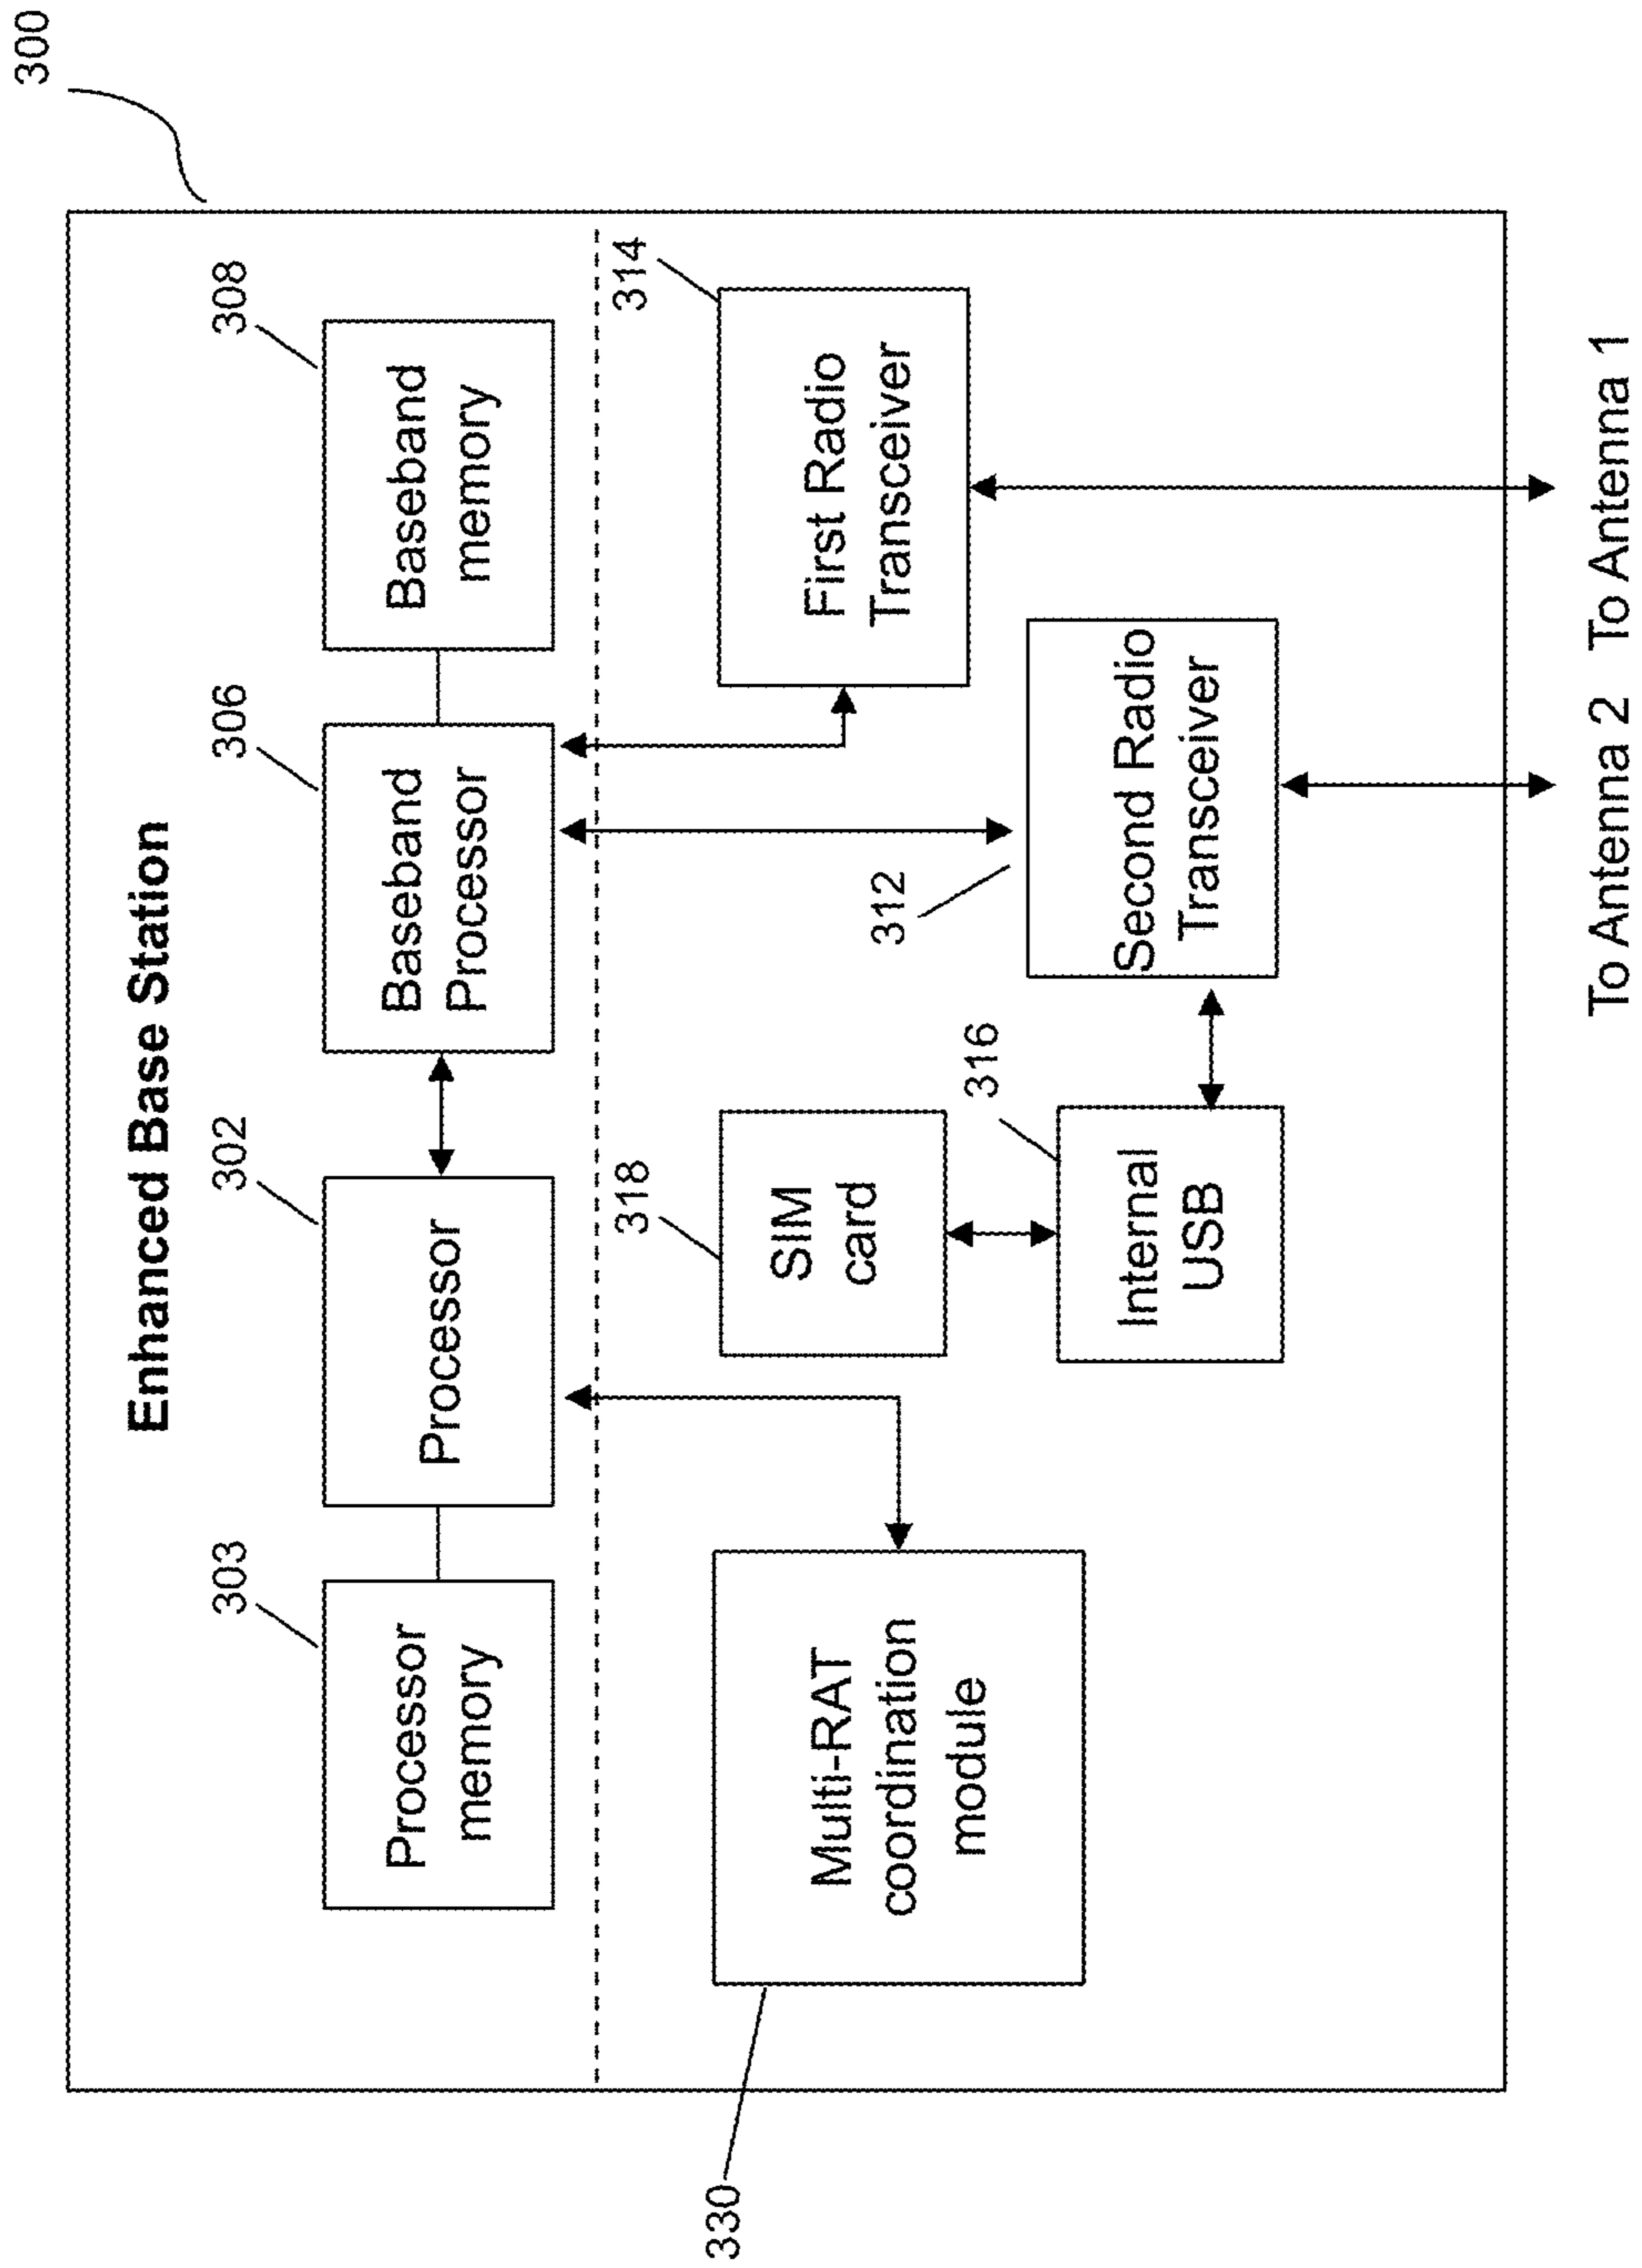 300
Enhanced Base Station
303
302
306
308
Processor
memory
Processor
Baseband
Processor
Baseband
memory
330
318
316
312
314
Multi-RAT
coordination
module
SIM
card
Internal
USB
Second Radio
Transceiver
First Radio
Transceiver
To Antenna 2
To Antenna 1